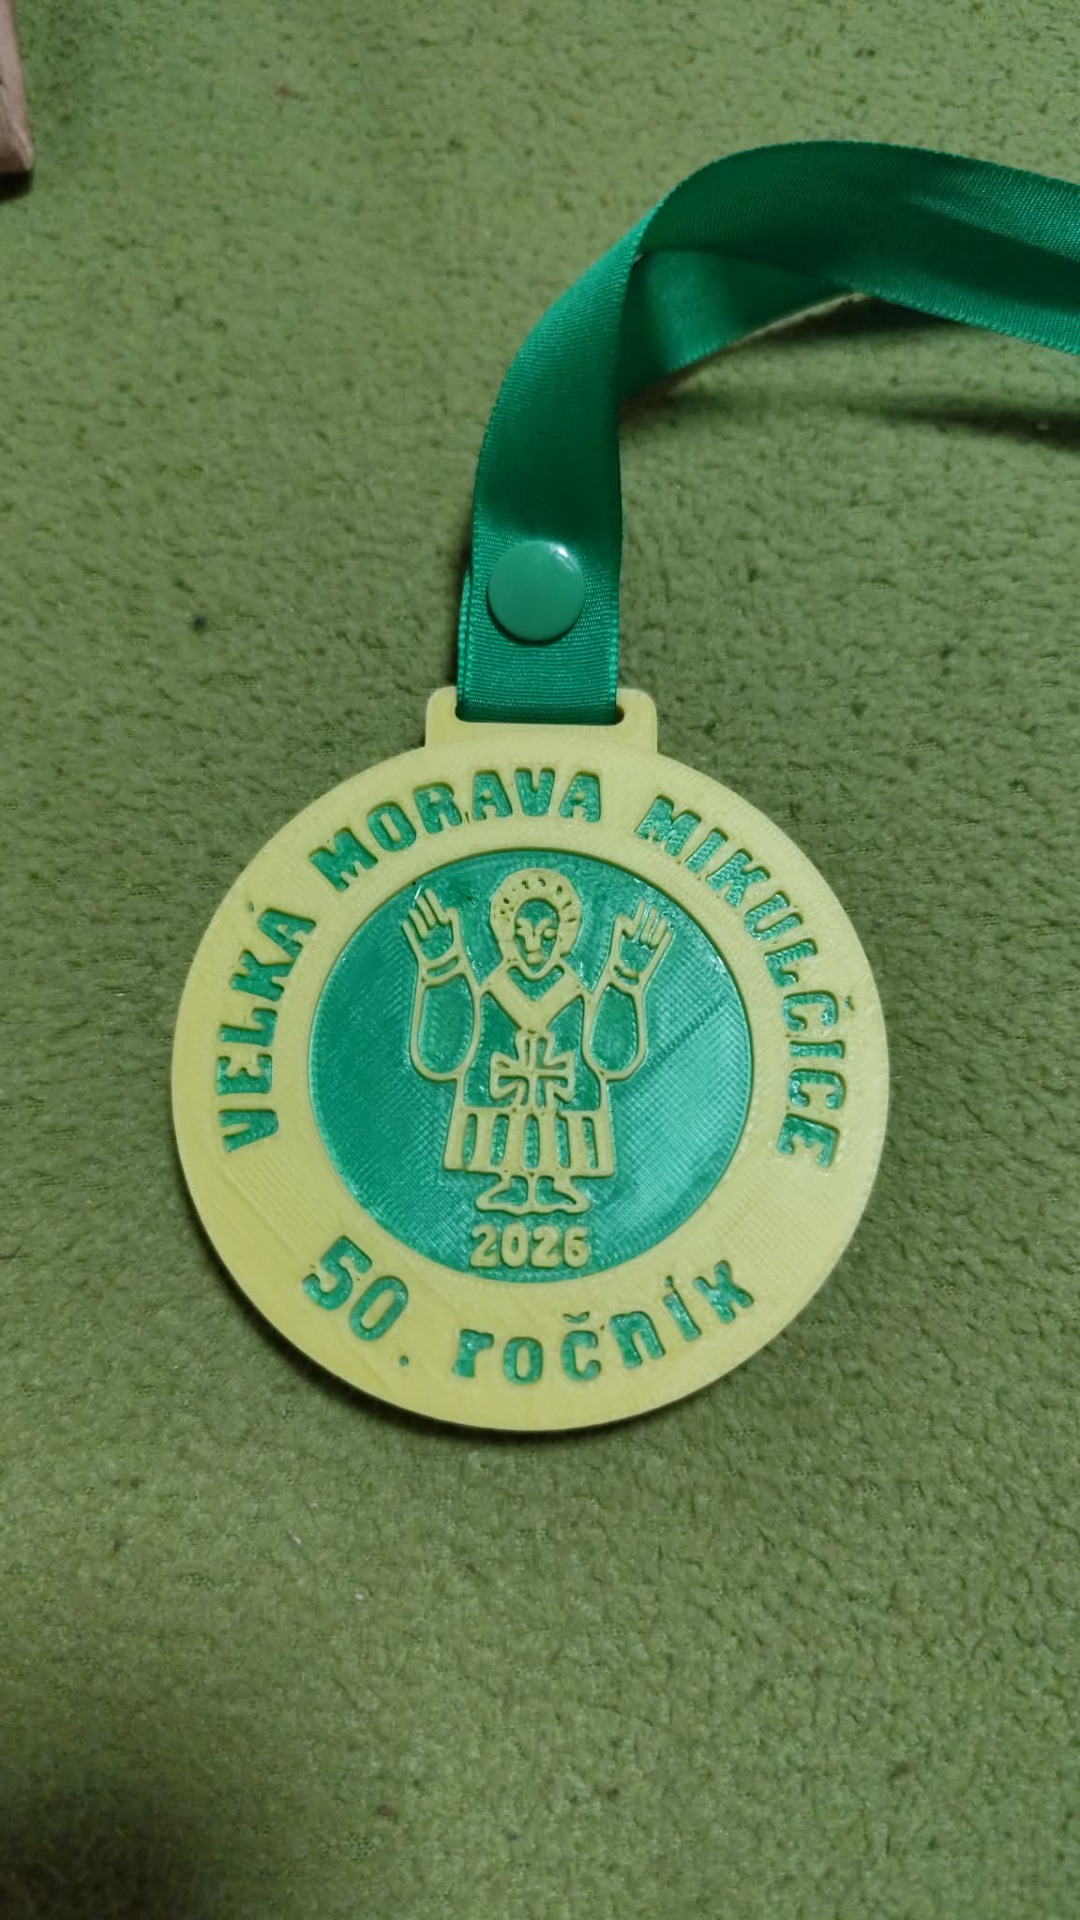 VELKÁ MORAVA MIKULČICE
2026
50. ročník